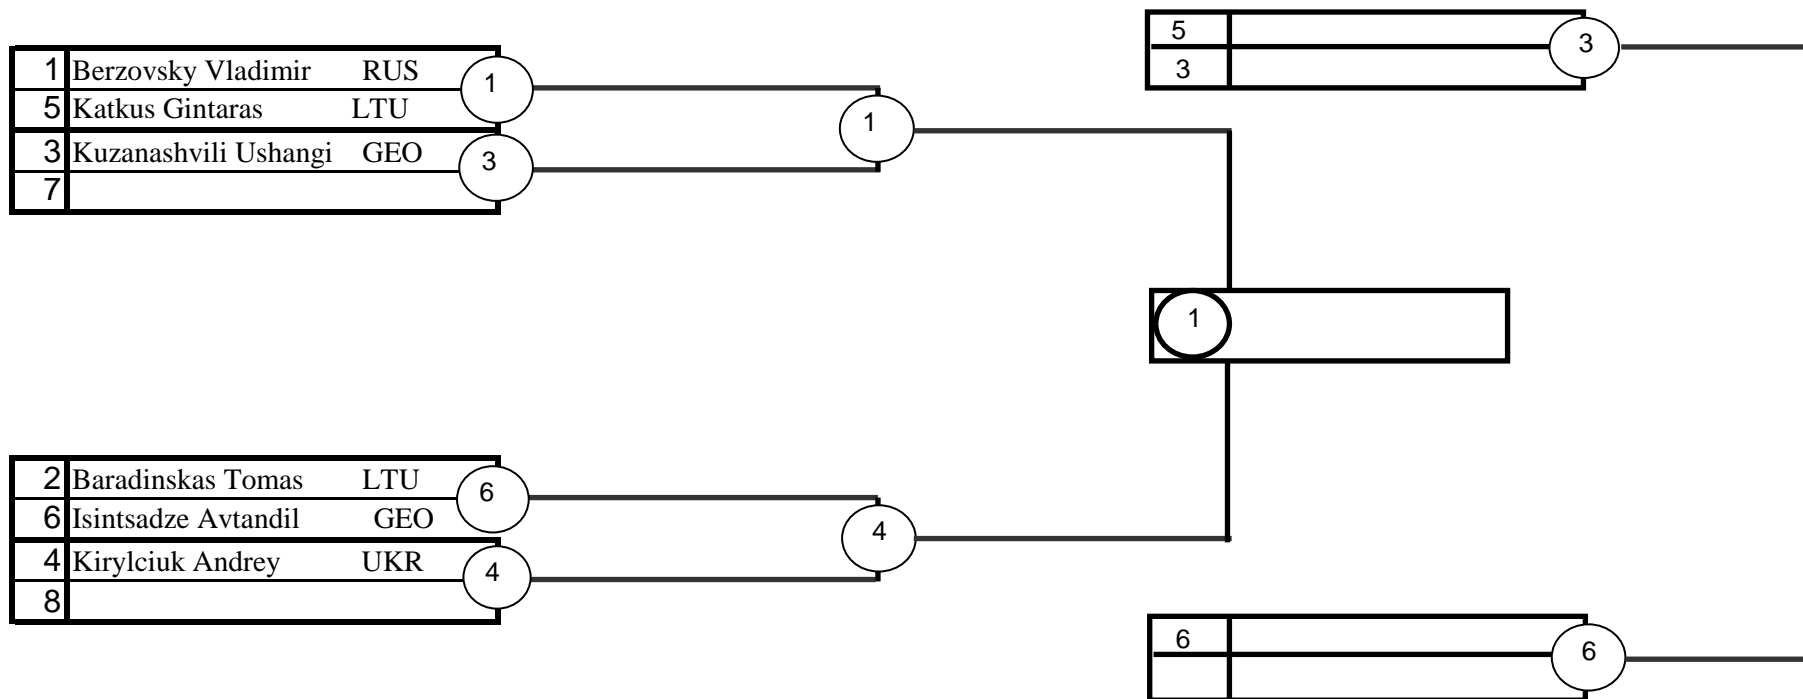 5
3
3
1 Berzovsky Vladimir RUS
5 Katkus Gintaras LTU
1
3 Kuzanashvili Ushangi GEO
7
3
1
1
2 Baradinskas Tomas LTU
6 Isintsadze Avtandil GEO
6
4 Kirylciuk Andrey UKR
8
4
4
6
6